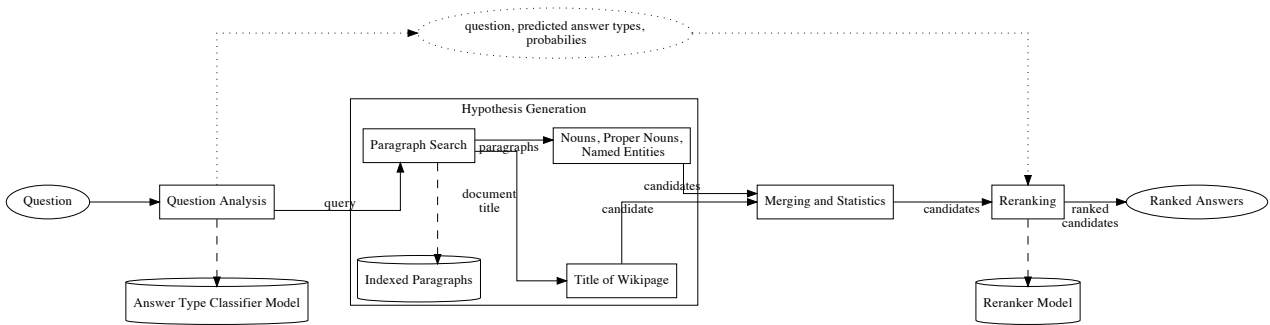 question, predicted answer types,
probabilies
Hypothesis Generation
Paragraph Search
paragraphs
Nouns, Proper Nouns,
Named Entities
Question
Question Analysis
query
document
title
candidates
candidate
Merging and Statistics
candidates
Reranking
ranked
candidates
Ranked Answers
Answer Type Classifier Model
Indexed Paragraphs
Title of Wikipage
Reranker Model